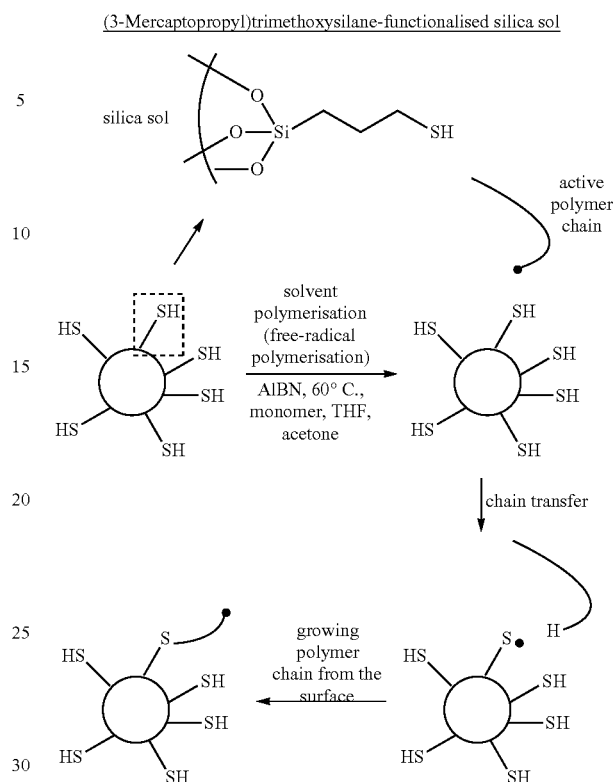 (3-Mercaptopropyl)trimethoxysilane-functionalised silica sol
5
silica sol
O
O
Si
O
SH
active
polymer
chain
10
SH
HS
SH
SH
HS
SH
15
solvent
polymerisation
(free-radical
polymerisation)
AlBN, 60° C.,
monomer, THF,
acetone
SH
HS
SH
SH
HS
SH
20
chain transfer
25
S
HS
SH
SH
HS
SH
growing
polymer
chain from the
surface
S
H
HS
SH
SH
HS
SH
30